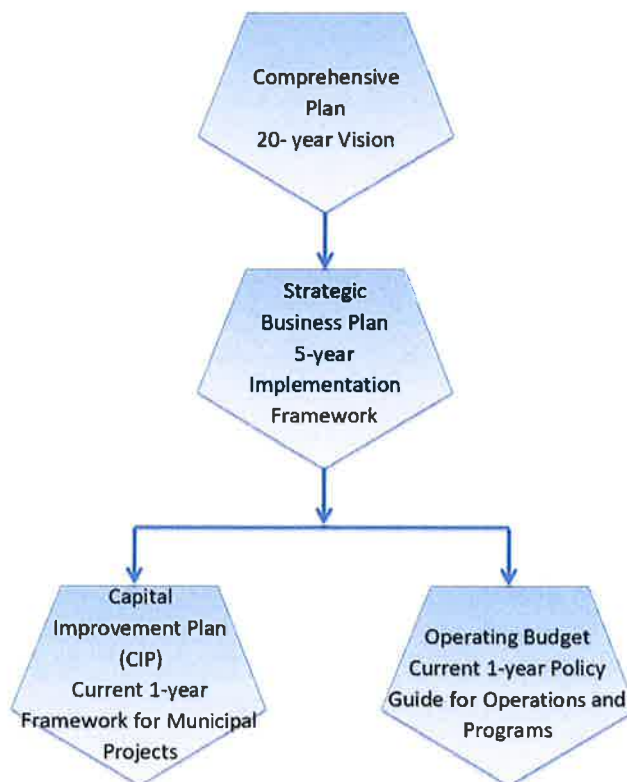 Comprehensive
Plan
20- year Vision
Strategic
Business Plan
5-year
Implementation
Framework
Capital
Improvement Plan
(CIP)
Current 1-year
Framework for Municipal
Projects
Operating Budget
Current 1-year Policy
Guide for Operations and
Programs